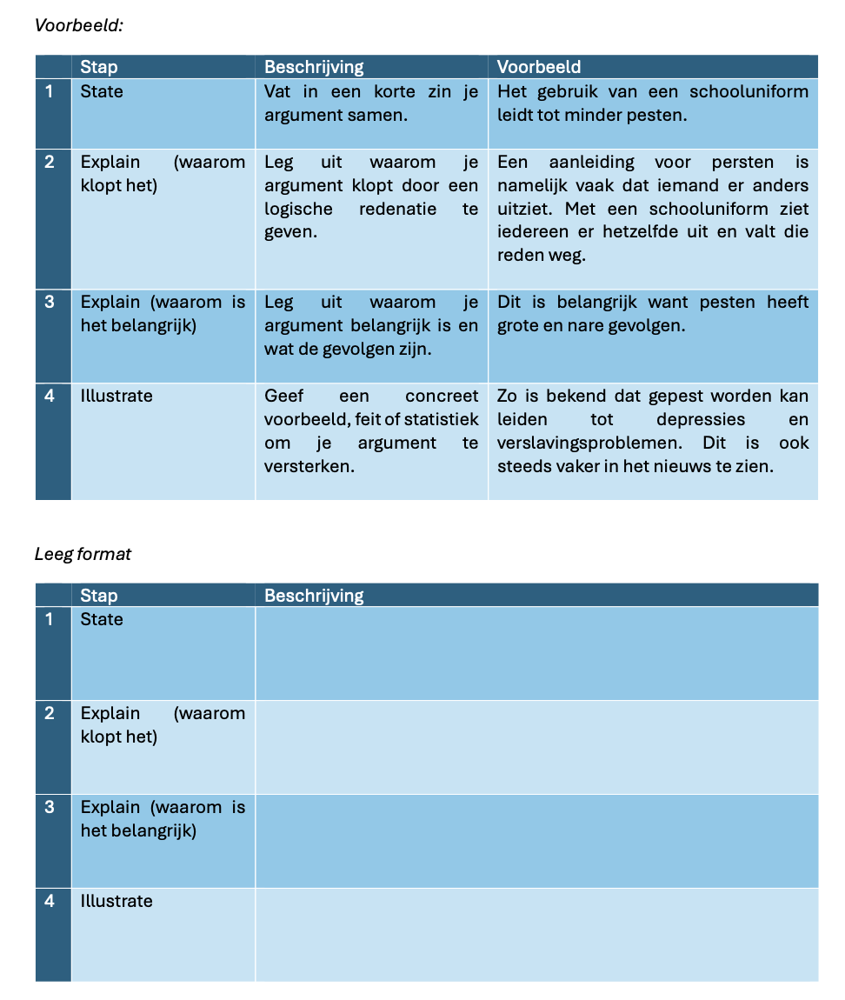 Voorbeeld:
Stap Beschrijving Voorbeeld
1 State Vat in een korte zin je Het gebruik van een schooluniform
argument samen. leidt tot minder pesten.
2 Explain (waarom Leg uit waarom je Een aanleiding voor persten is
klopt het) argument klopt door een namelijk vaak dat iemand er anders
logische redenatie te uitziet. Met een schooluniform ziet
geven. iedereen er hetzelfde uit en valt die
reden weg.
3 Explain (waarom is Leg uit waarom je Dit is belangrijk want pesten heeft
het belangrijk) argument belangrijk is en grote en nare gevolgen.
wat de gevolgen zijn.
4 Illustrate Geef een concreet Zo is bekend dat gepest worden kan
voorbeeld, feit of statistiek leiden tot depressies en
om je argument te verslavingsproblemen. Dit is ook
versterken. steeds vaker in het nieuws te zien.
Leeg format
Stap Beschrijving
1 State
2 Explain (waarom
klopt het)
3 Explain (waarom is
het belangrijk)
4 Illustrate